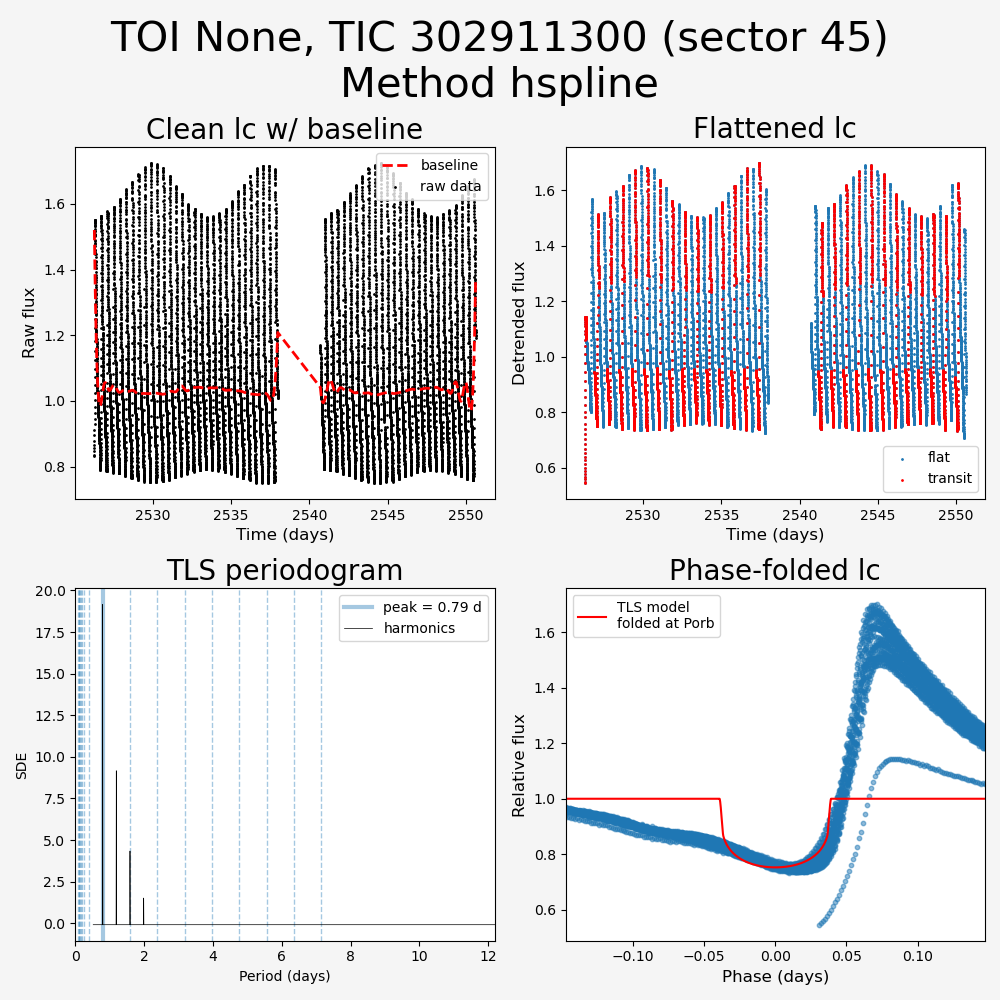 TOI None, TIC 302911300 (sector 45)
Method hspline
Clean lc w/ baseline
baseline
raw data
Raw flux
0.8
1.0
1.2
1.4
1.6
2530
2535
2540
2545
2550
Time (days)
Flattened lc
flat
transit
Detrended flux
0.6
0.8
1.0
1.2
1.4
1.6
2530
2535
2540
2545
2550
Time (days)
TLS periodogram
peak = 0.79 d
harmonics
SDE
0.0
2.5
5.0
7.5
10.0
12.5
15.0
17.5
20.0
0
2
4
6
8
10
12
Period (days)
Phase-folded lc
TLS model
folded at Porb
Relative flux
0.6
0.8
1.0
1.2
1.4
1.6
−0.10
−0.05
0.00
0.05
0.10
Phase (days)